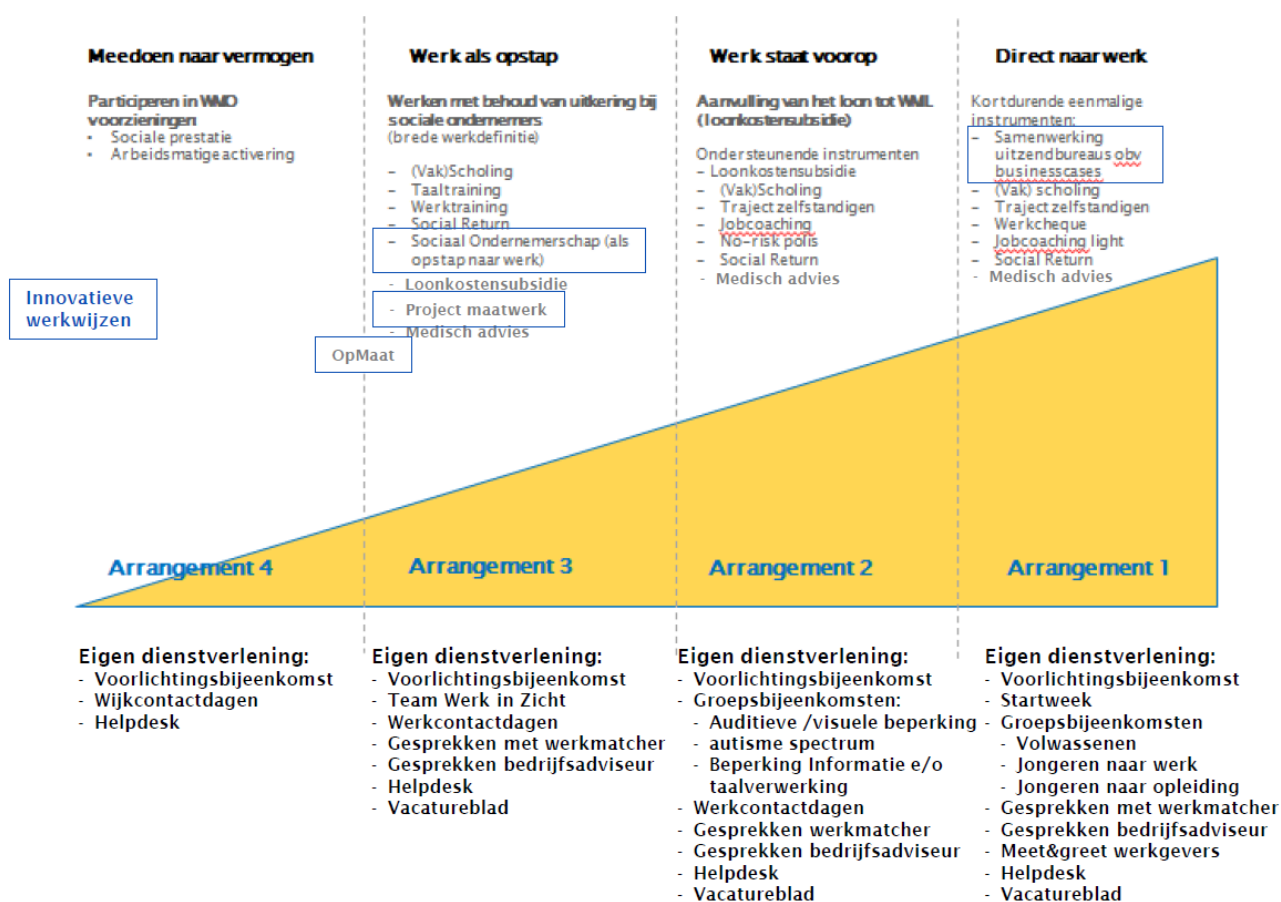 Meedoen naar vermogen
Participeren in WMO
voorzieningen
• Sociale prestatie
• Arbeidsmatige activering
Werk als opstap
Werken met behoud van uitkering bij
sociale ondernemers
(brede werkdefinitie)
– (Vak)Scholing
– Taaltraining
– Werktraining
– Social Return
– Sociaal Ondernemerschap (als
opstap naar werk)
- Loonkostensubsidie
- Project maatwerk
- Medisch advies
Werk staat voorop
Aanvulling van het loon tot WML
(loonkostensubsidie)
Ondersteunende instrumenten
– Loonkostensubsidie
– (Vak)Scholing
– Traject zelfstandigen
– Jobcoaching
– No-risk polis
– Social Return
- Medisch advies
Direct naar werk
Kortdurende eenmalige
instrumenten:
– Samenwerking
uitzendbureaus obv
businesscases
– (Vak) scholing
– Traject zelfstandigen
– Werkcheque
– Jobcoaching light
– Social Return
- Medisch advies
Innovatieve
werkwijzen
OpMaat
Arrangement 4
Arrangement 3
Arrangement 2
Arrangement 1
Eigen dienstverlening:
- Voorlichtingsbijeenkomst
- Wijkcontactdagen
- Helpdesk
Eigen dienstverlening:
- Voorlichtingsbijeenkomst
- Team Werk in Zicht
- Werkcontactdagen
- Gesprekken met werkmatcher
- Gesprekken bedrijfsadviseur
- Helpdesk
- Vacatureblad
Eigen dienstverlening:
- Voorlichtingsbijeenkomst
- Groepsbijeenkomsten:
- Auditieve /visuele beperking
- autisme spectrum
- Beperking Informatie e/o
taalverwerking
- Werkcontactdagen
- Gesprekken werkmatcher
- Gesprekken bedrijfsadviseur
- Helpdesk
- Vacatureblad
Eigen dienstverlening:
- Voorlichtingsbijeenkomst
- Startweek
- Groepsbijeenkomsten
- Volwassenen
- Jongeren naar werk
- Jongeren naar opleiding
- Gesprekken met werkmatcher
- Gesprekken bedrijfsadviseur
- Meet&greet werkgevers
- Helpdesk
- Vacatureblad